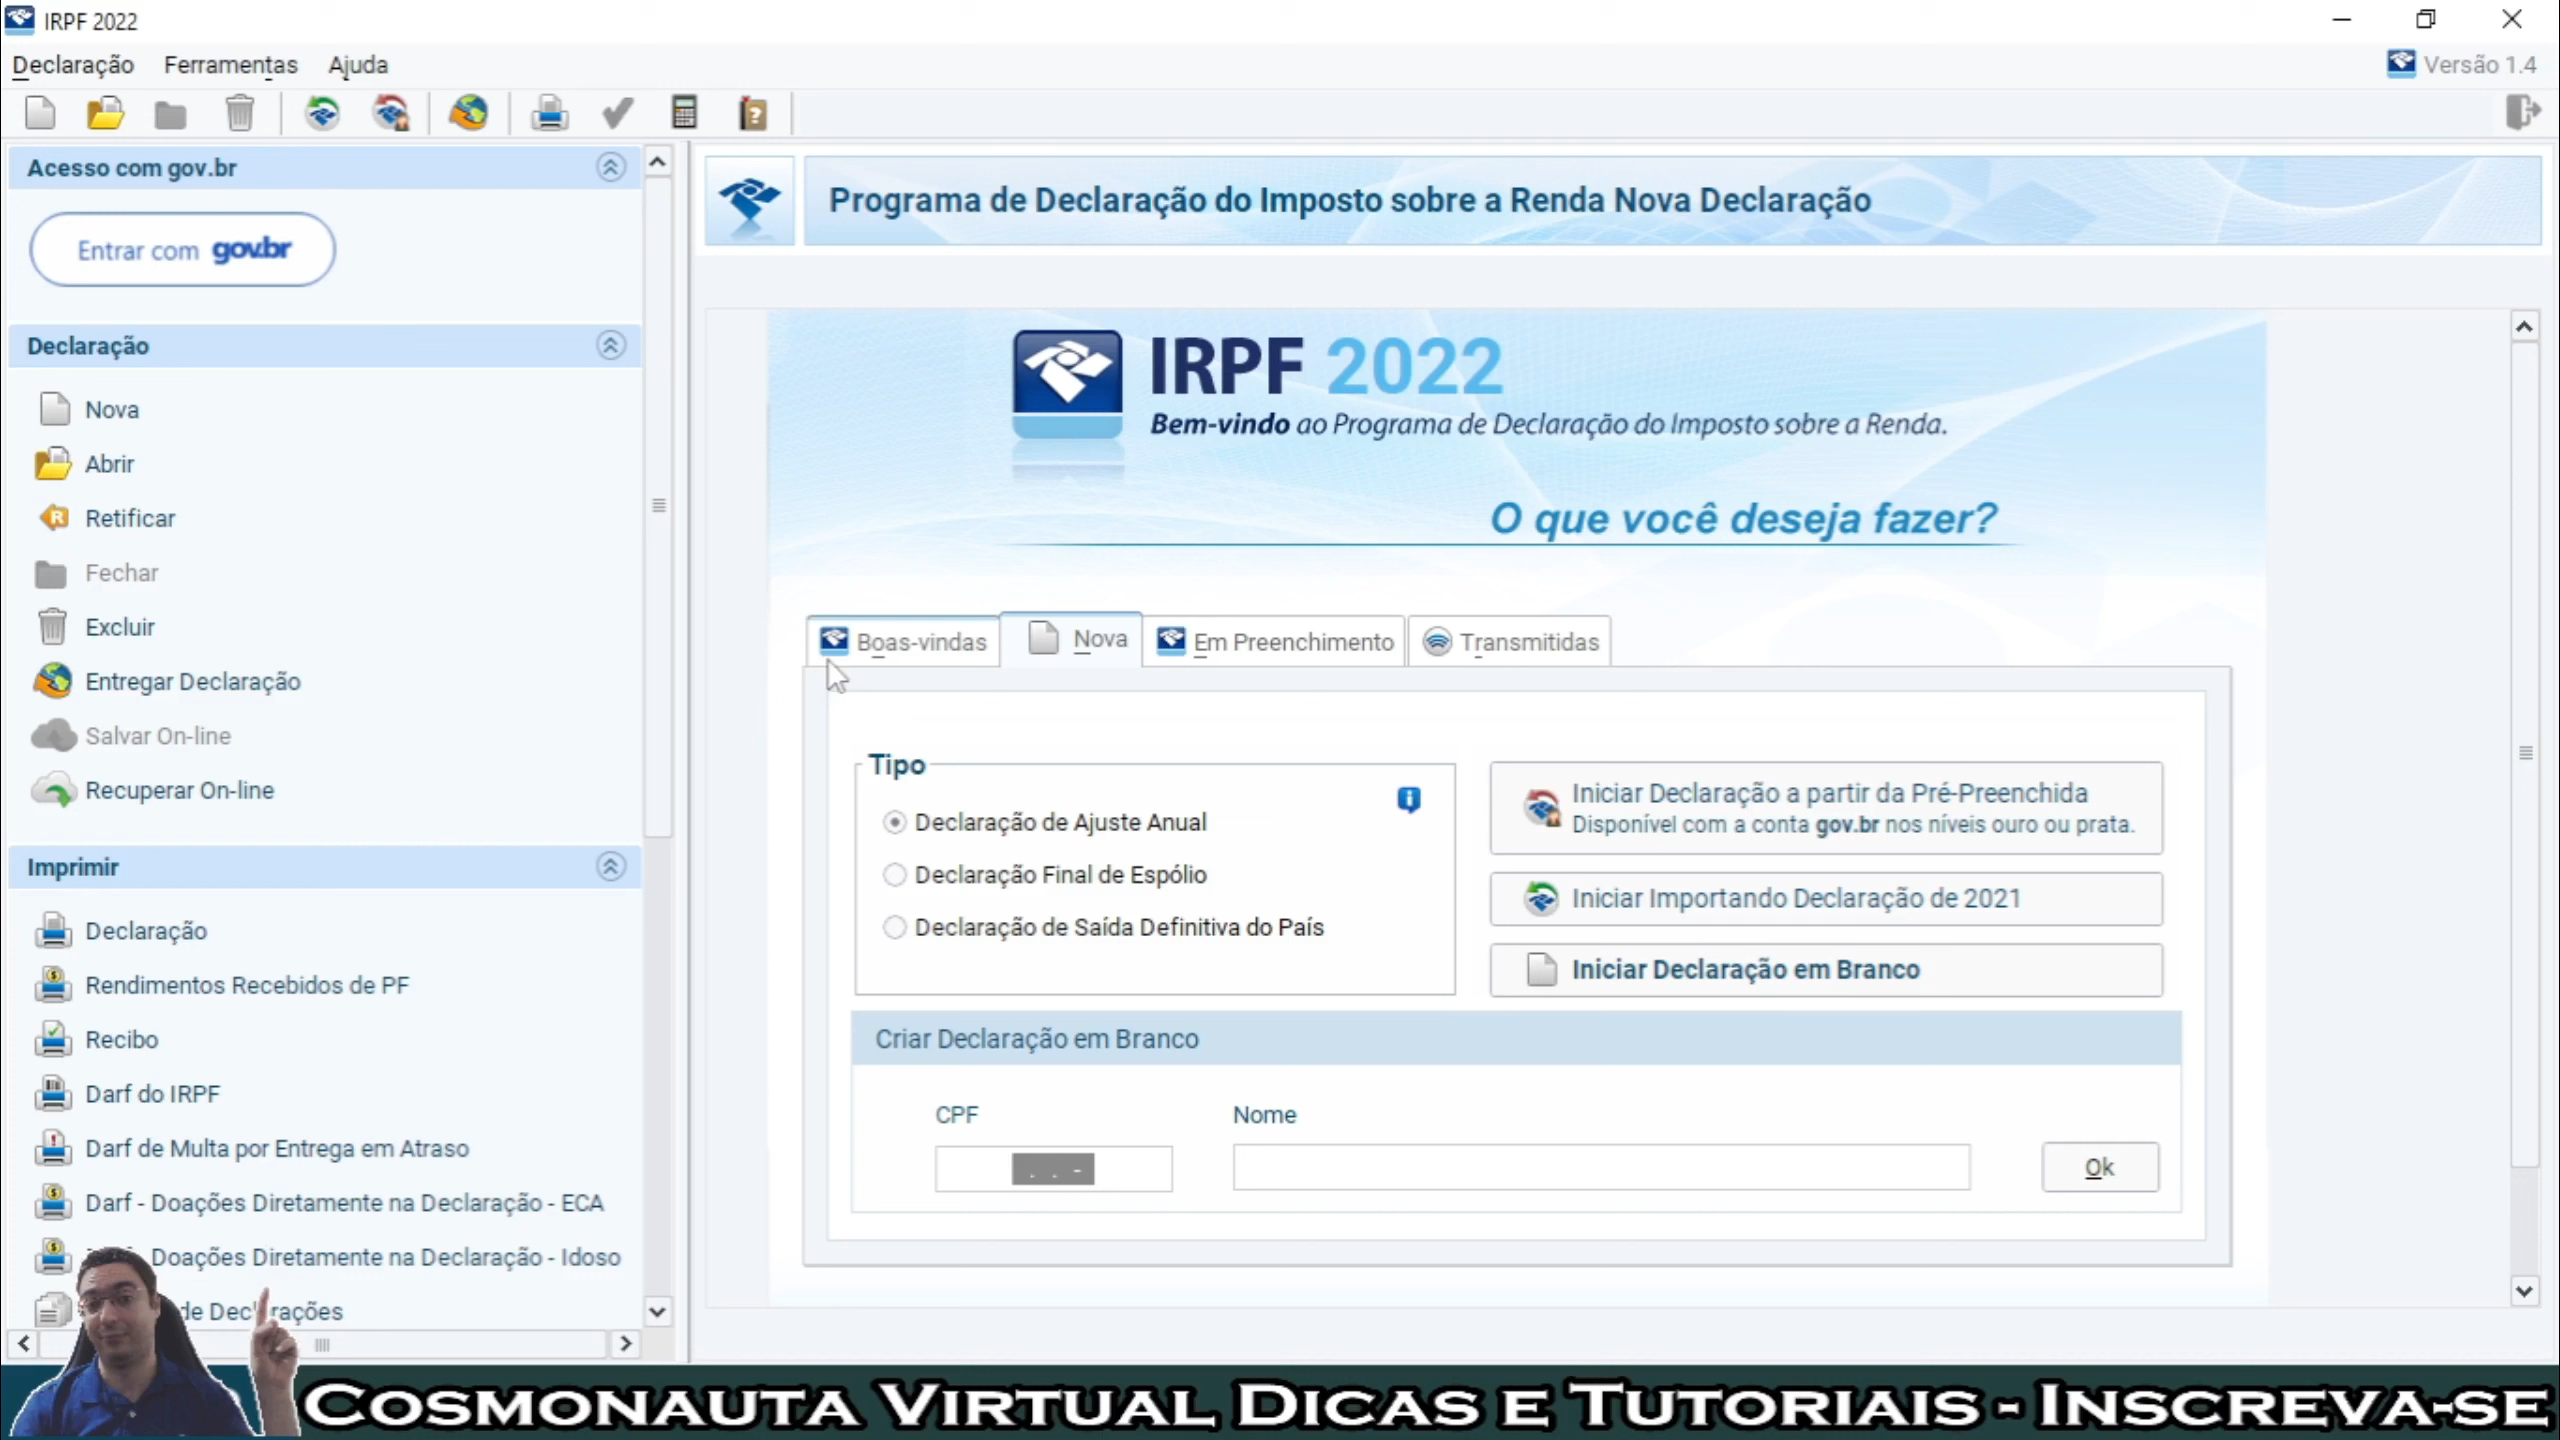 IRPF 2022
Declaração Ferramentas Ajuda
Versão 1.4
Acesso com gov.br
Entrar com gov.br
Declaração
Nova
Abrir
Retificar
Fechar
Excluir
Entregar Declaração
Salvar On-line
Recuperar On-line
Imprimir
Declaração
Rendimentos Recebidos de PF
Recibo
Darf do IRPF
Darf de Multa por Entrega em Atraso
Darf - Doações Diretamente na Declaração - ECA
- Doações Diretamente na Declaração - Idoso
de Declarações
Programa de Declaração do Imposto sobre a Renda Nova Declaração
IRPF 2022
Bem-vindo ao Programa de Declaração do Imposto sobre a Renda.
O que você deseja fazer?
Boas-vindas Nova Em Preenchimento Transmitidas
Tipo
Declaração de Ajuste Anual
Declaração Final de Espólio
Declaração de Saída Definitiva do País
Iniciar Declaração a partir da Pré-Preenchida
Disponível com a conta gov.br nos níveis ouro ou prata.
Iniciar Importando Declaração de 2021
Iniciar Declaração em Branco
Criar Declaração em Branco
CPF Nome
. . -
Ok
Cosmonauta Virtual Dicas e Tutoriais - Inscreva-se